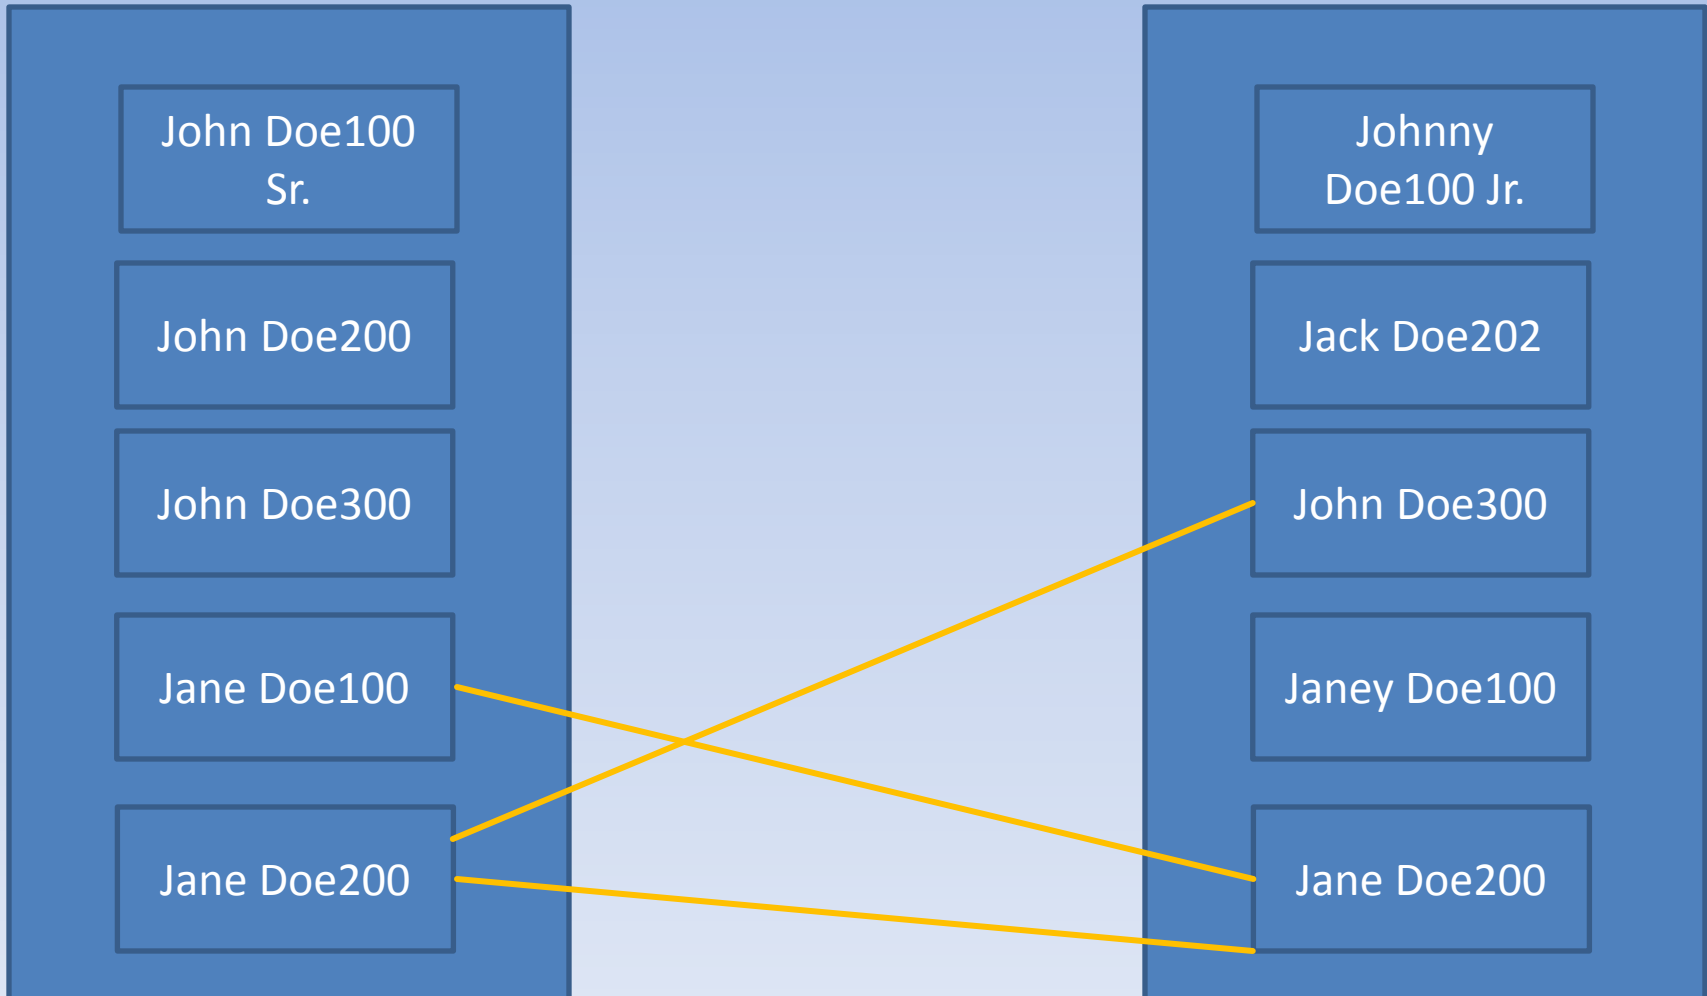 John Doe100
Sr.
John Doe200
John Doe300
Jane Doe100
Jane Doe200
Johnny
Doe100 Jr.
Jack Doe202
John Doe300
Janey Doe100
Jane Doe200